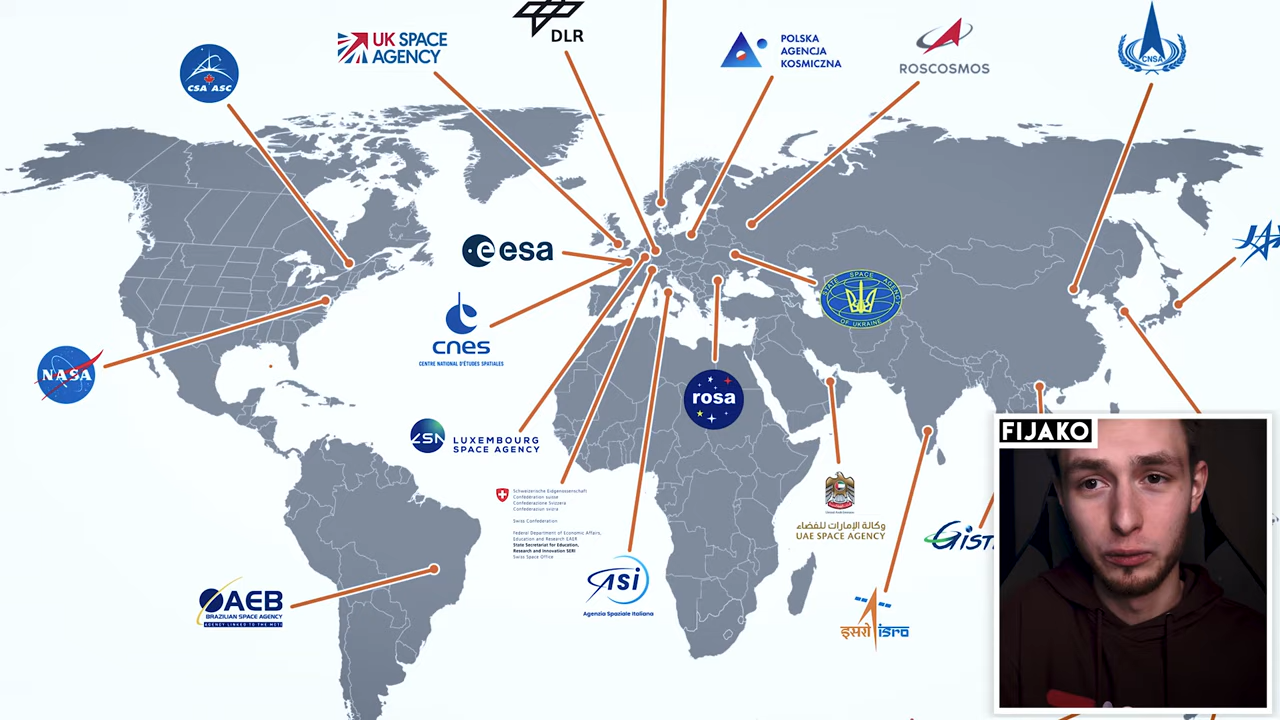 DLR
UK SPACE
AGENCY
CSA ASC
POLSKA
AGENCJA
KOSMICZNA
ROSCOSMOS
CNSA
esa
STATE SPACE AGENCY
OF UKRAINE
cnes
CENTRE NATIONAL D'ÉTUDES SPATIALES
NASA
rosa
LSA
LUXEMBOURG
SPACE AGENCY
FIJAKO
Schweizerische Eidgenossenschaft
Confédération suisse
Confederazione Svizzera
Confederaziun svizra
Swiss Confederation
Federal Department of Economic Affairs,
Education and Research EAER
State Secretariat for Education,
Research and Innovation SERI
Swiss Space Office
وكالة الإمارات للفضاء
UAE SPACE AGENCY
GIST
asi
Agenzia Spaziale Italiana
AEB
BRAZILIAN SPACE AGENCY
इसरो isro